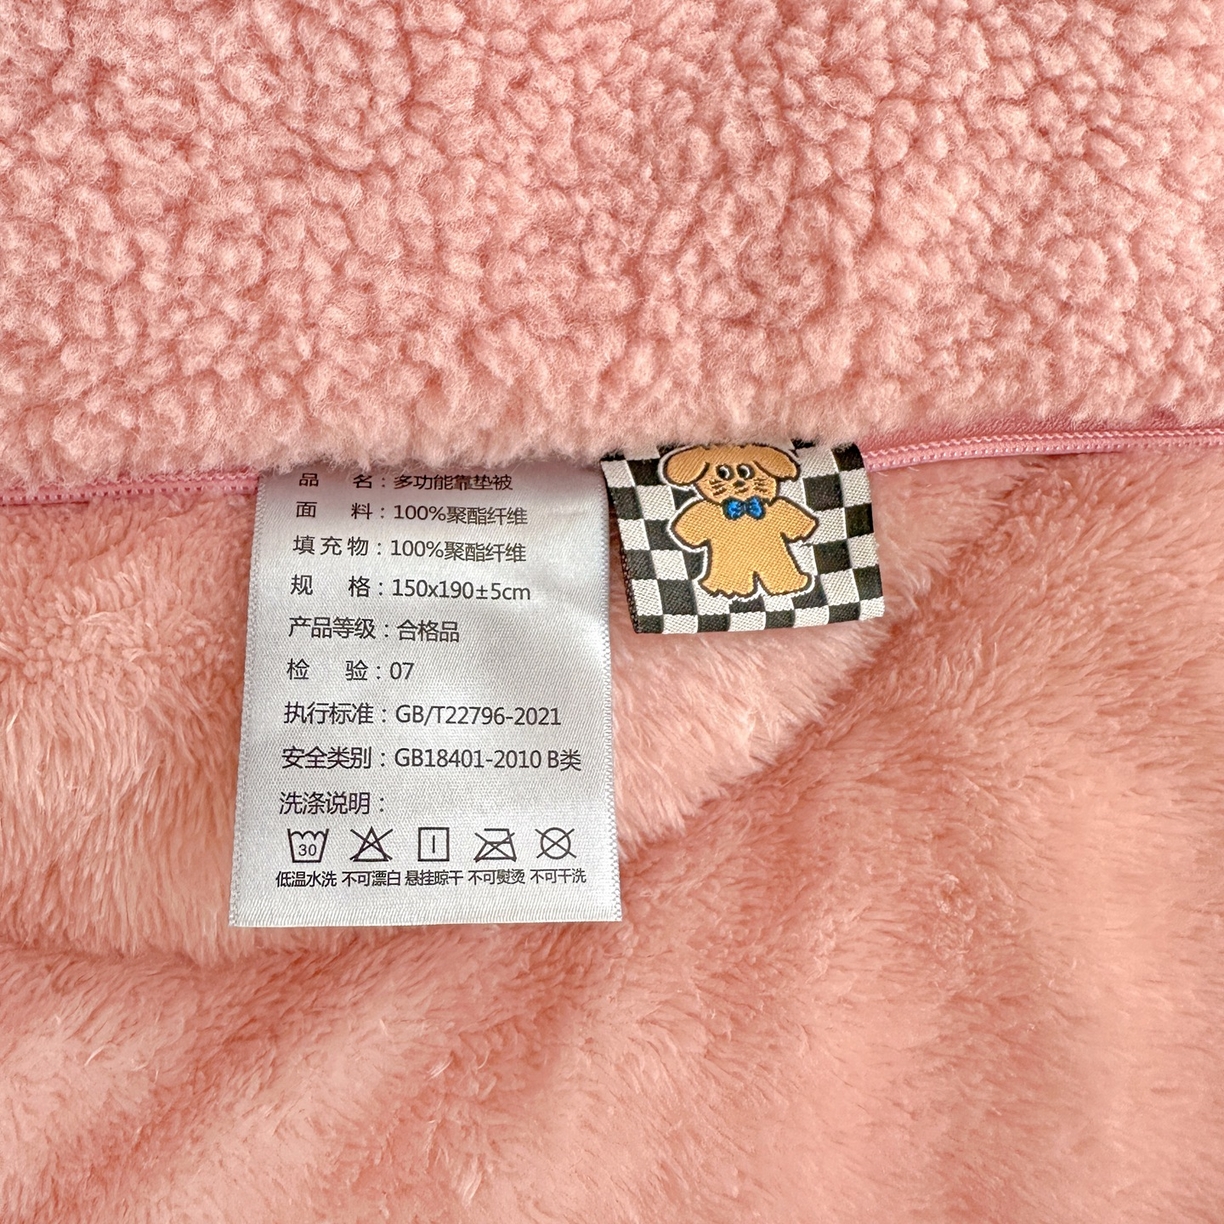 品 名：多功能靠垫被
面 料：100%聚酯纤维
填充物：100%聚酯纤维
规 格：150x190±5cm
产品等级：合格品
检 验：07
执行标准：GB/T22796-2021
安全类别：GB18401-2010 B类
洗涤说明：
30
低温水洗 不可漂白 悬挂晾干 不可熨烫 不可干洗